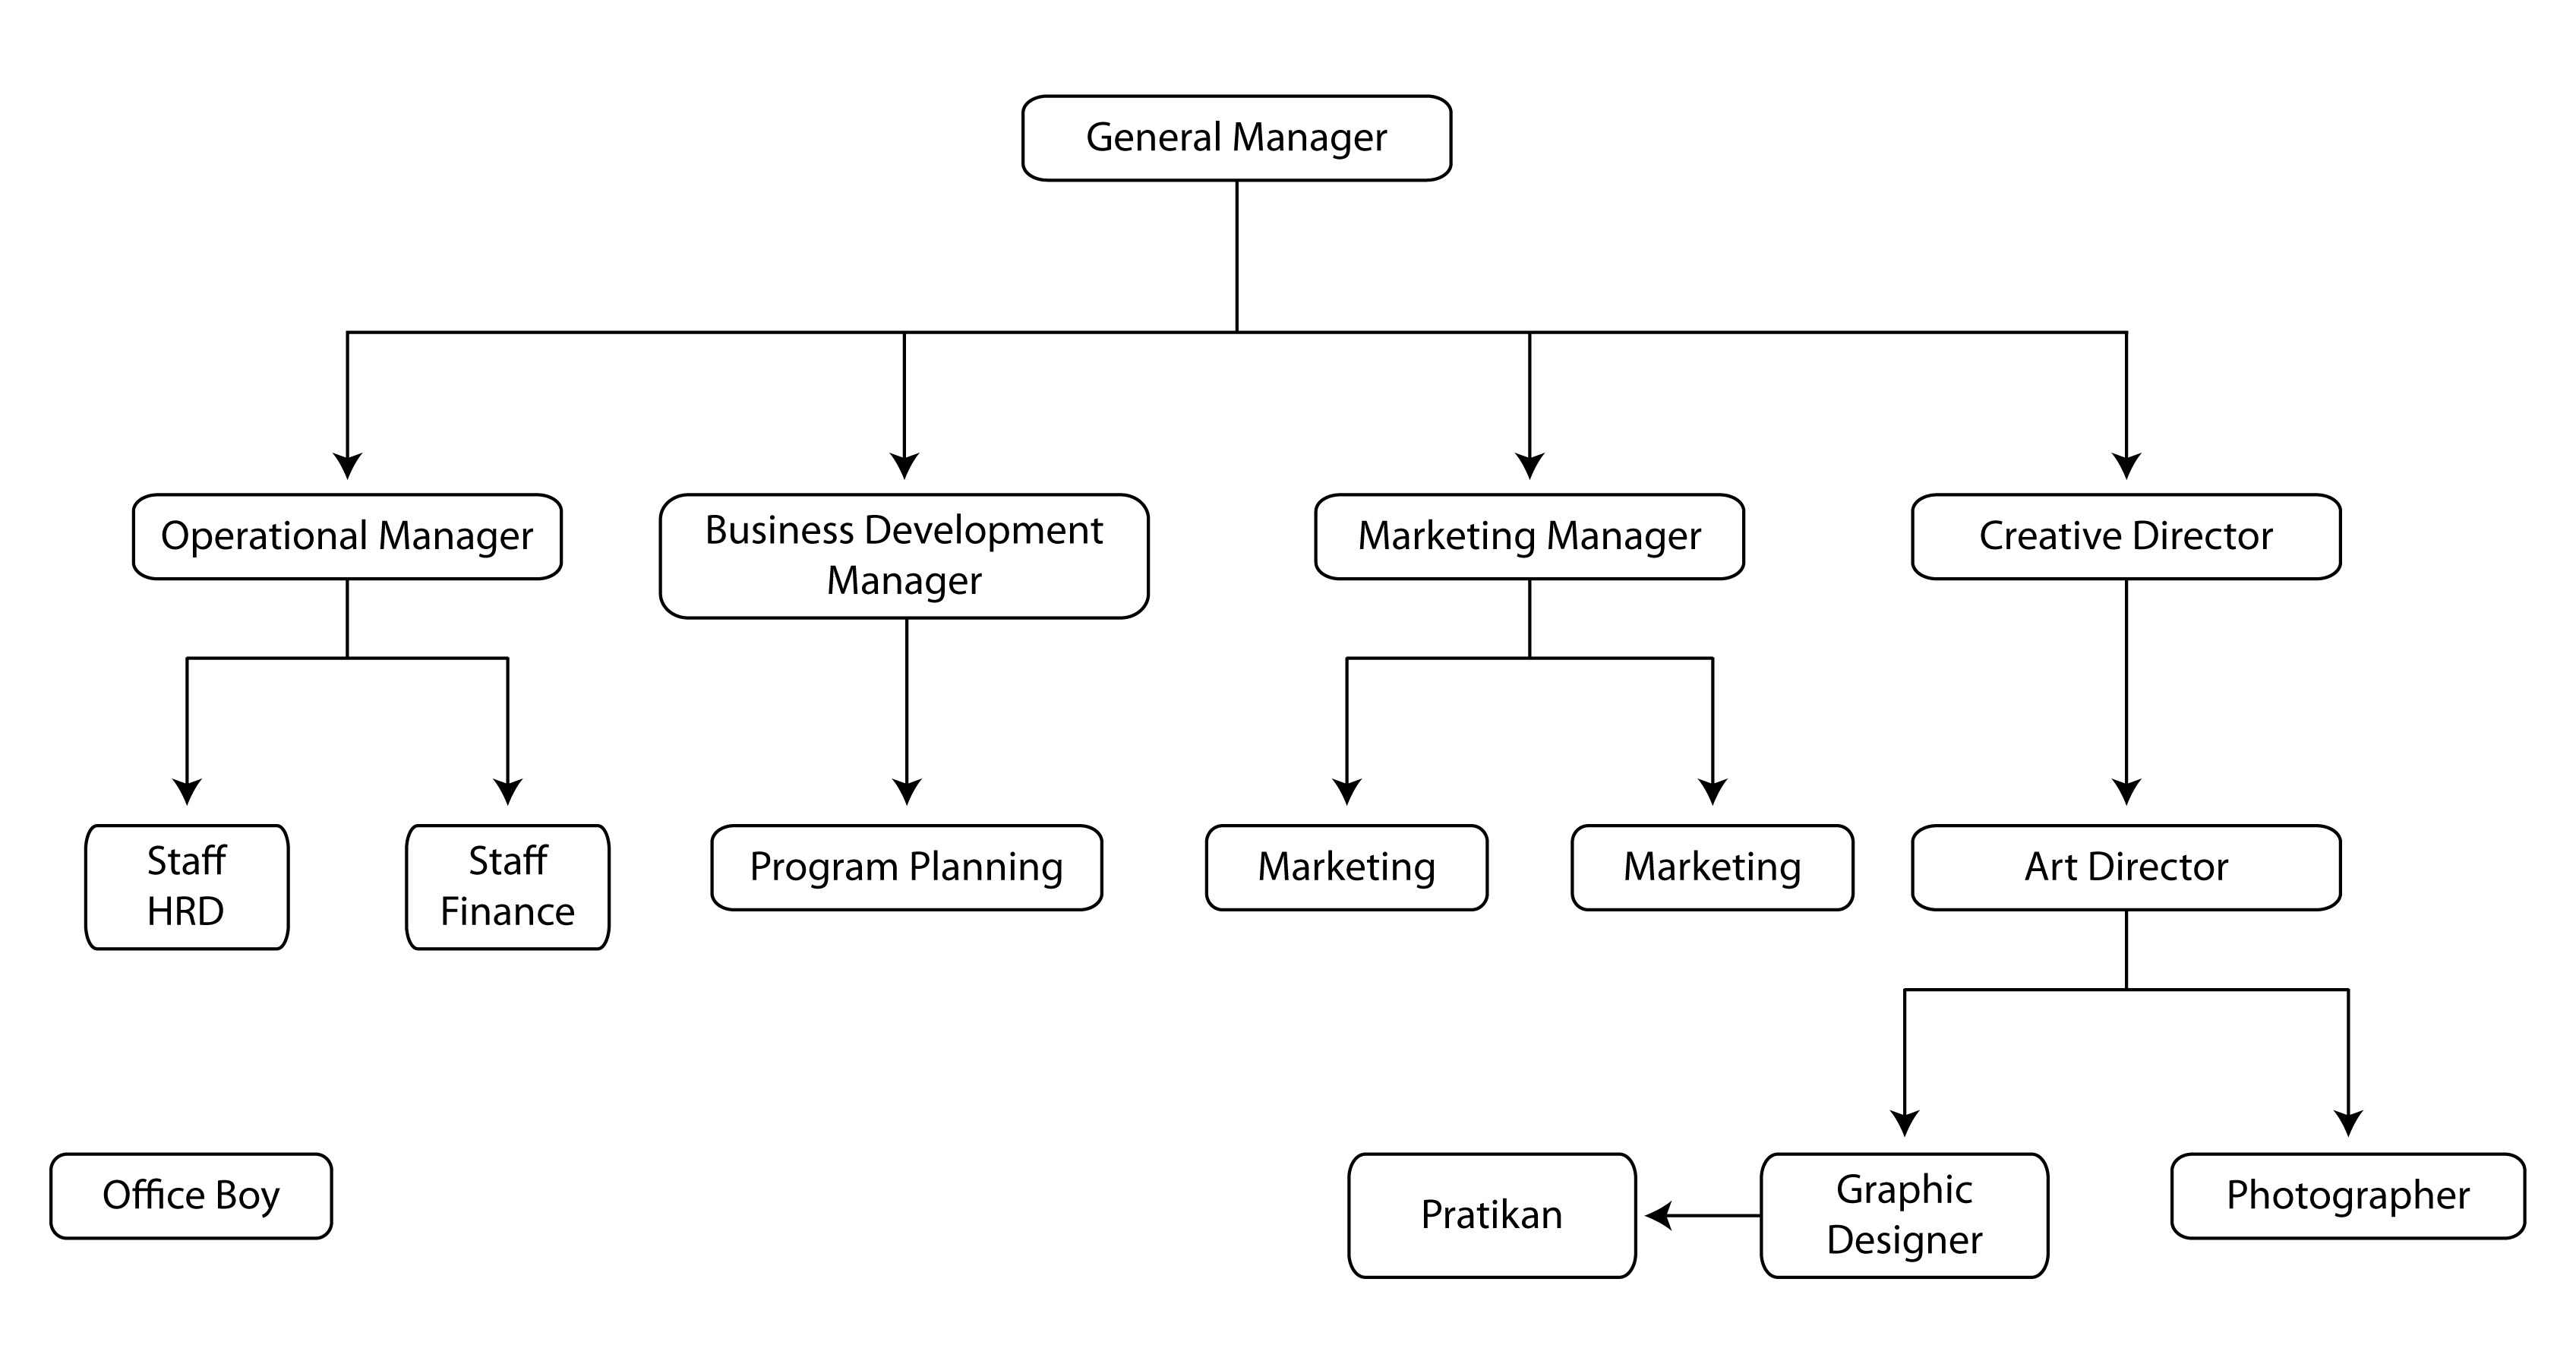 General Manager
Operational Manager
Business Development
Manager
Marketing Manager
Creative Director
Staff
HRD
Staff
Finance
Program Planning
Marketing
Marketing
Art Director
Office Boy
Pratikan
Graphic
Designer
Photographer